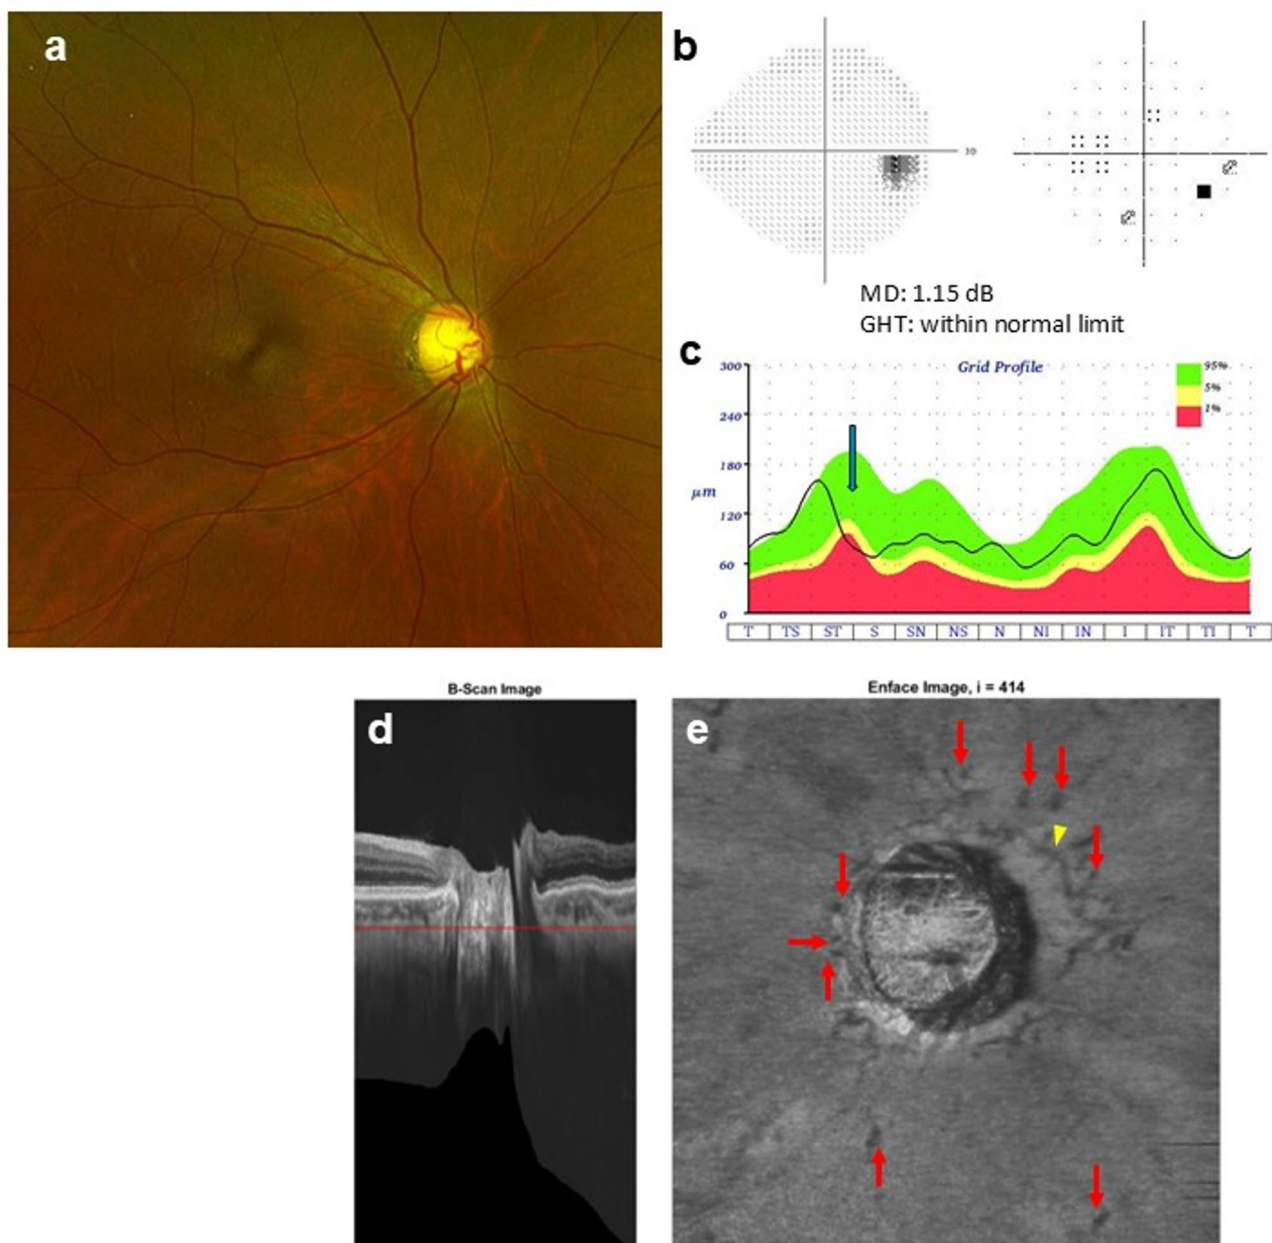 a
b
30
MD: 1.15 dB
GHT: within normal limit
c
Grid Profile
300
240
180
120
60
0
µm
95%
5%
1%
T TS ST S SN NS N NI IN I IT TI T
B-Scan Image
d
Enface Image, i = 414
e